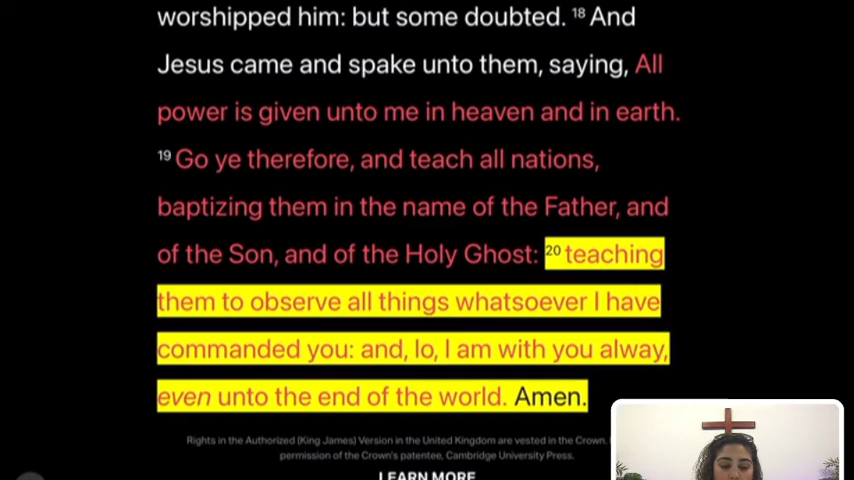 worshipped him: but some doubted. 18 And
Jesus came and spake unto them, saying, All
power is given unto me in heaven and in earth.
19 Go ye therefore, and teach all nations,
baptizing them in the name of the Father, and
of the Son, and of the Holy Ghost: 20 teaching
them to observe all things whatsoever I have
commanded you: and, lo, I am with you alway,
even unto the end of the world. Amen.
Rights in the Authorized (King James) Version in the United Kingdom are vested in the Crown.
permission of the Crown's patentee, Cambridge University Press.
LEARN MORE